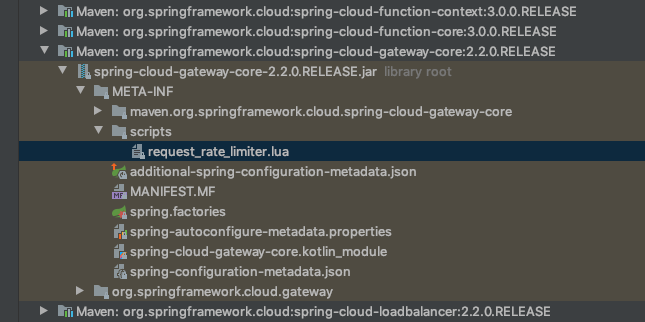 Maven: org.springframework.cloud:spring-cloud-function-context:3.0.0.RELEASE
Maven: org.springframework.cloud:spring-cloud-function-core:3.0.0.RELEASE
Maven: org.springframework.cloud:spring-cloud-gateway-core:2.2.0.RELEASE
spring-cloud-gateway-core-2.2.0.RELEASE.jar library root
META-INF
maven.org.springframework.cloud.spring-cloud-gateway-core
scripts
request_rate_limiter.lua
additional-spring-configuration-metadata.json
MANIFEST.MF
spring.factories
spring-autoconfigure-metadata.properties
spring-cloud-gateway-core.kotlin_module
spring-configuration-metadata.json
org.springframework.cloud.gateway
Maven: org.springframework.cloud:spring-cloud-loadbalancer:2.2.0.RELEASE